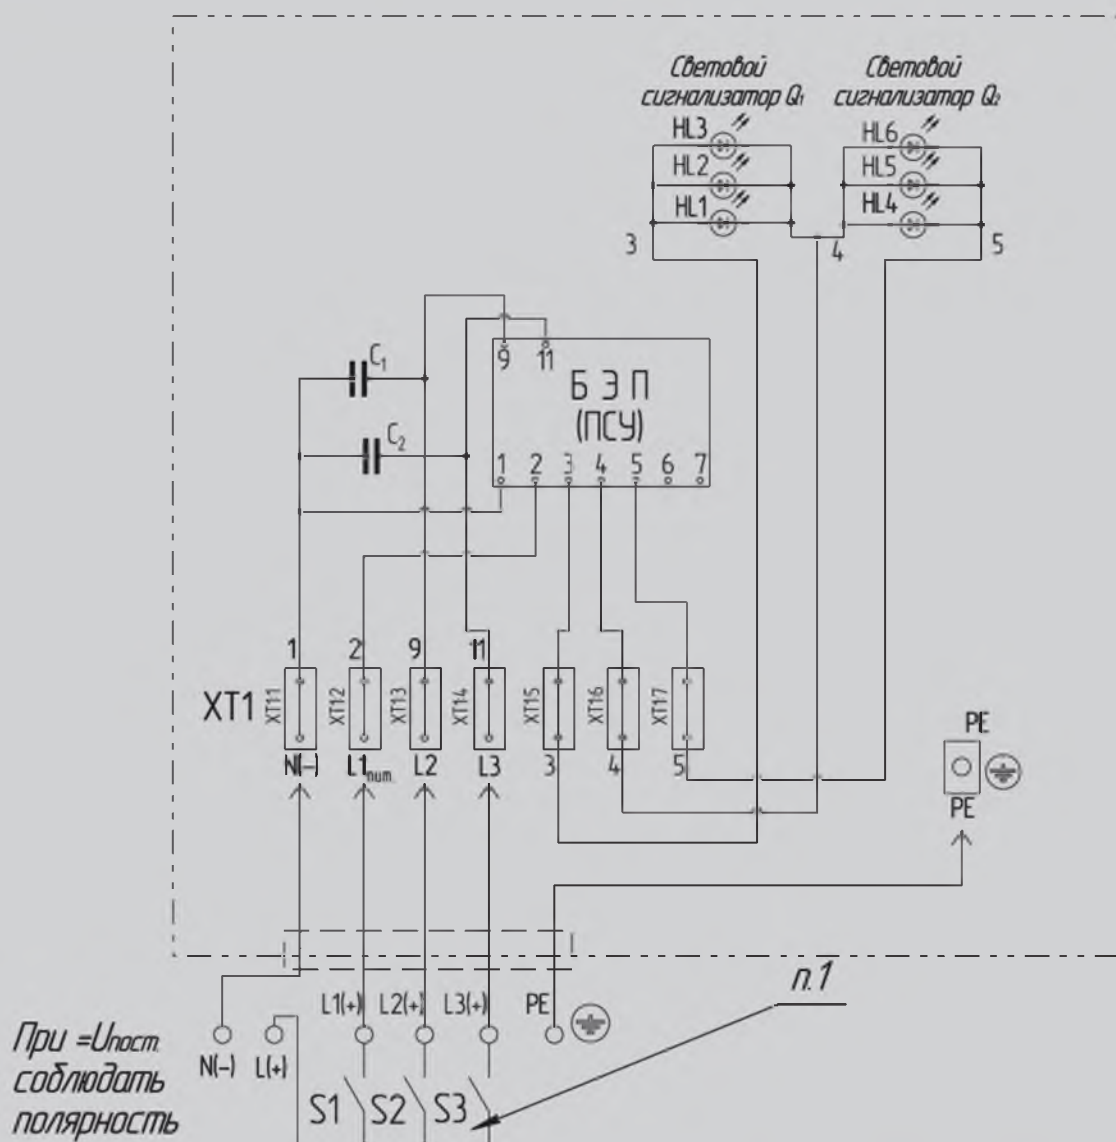 Световой
сигнализатор Q₁
Световой
сигнализатор Q₂
HL3
HL2
HL1
HL6
HL5
HL4
3
4
5
C₁
C₂
9 11
Б Э П
(ПСУ)
1 2 3 4 5 6 7
1 2 9 11
XT1
XT11
XT12
XT13
XT14
XT15
XT16
XT17
N(-) L1пит. L2 L3 3 4 5
PE
PE
п.1
L1(+) L2(+) L3(+) PE
N(-) L(+)
При =Uпост.
соблюдать
полярность
S1 S2 S3